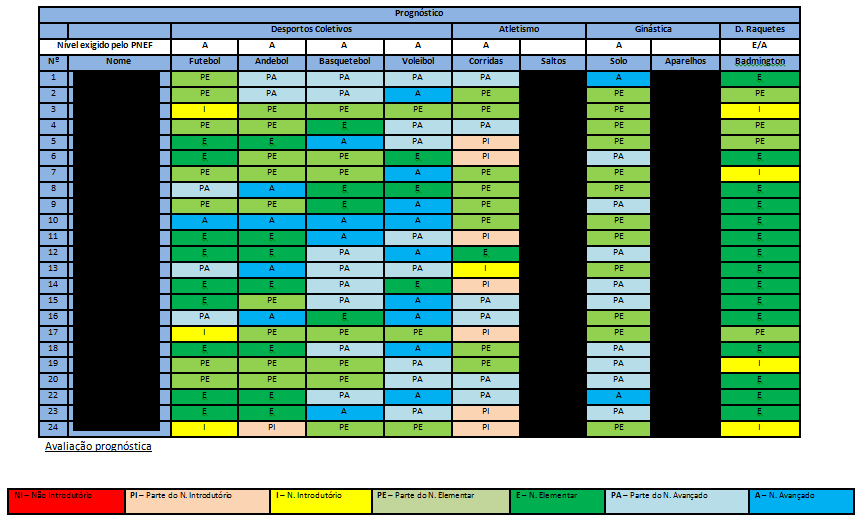 Prognóstico
Desportos Coletivos Atletismo Ginástica D. Raquetes
Nível exigido pelo PNEF A A A A A A E/A
Nº Nome Futebol Andebol Basquetebol Voleibol Corridas Saltos Solo Aparelhos Badmington
1 PE PA PA PA PA A E
2 PE PA PA A PE PE PE
3 I PE PE PE PE PE I
4 PE PE E PA PA PE E
5 E E A PA PI PE E
6 E PE PE E PI PA E
7 PE PE PE A PE PE I
8 PA A E E PE PE E
9 PE PE E A PE PA E
10 A A A A PE PE E
11 E E A PA PI PE E
12 E E PA A E PA E
13 PA A PA PA I PE E
14 E E PA E PI PA E
15 E PE PA A PA PA E
16 PA A E A PA PE E
17 I PE PE PE PI PE PE
18 E E PA A PE PA E
19 PE PE PE PA PE PA I
20 PE PE PE PA PA PA E
22 E E PA A PA A E
23 E E A PA PI PA E
24 I PI PE PE PI PE I
Avaliação prognóstica
NI – Não Introdutório PI – Parte do N. Introdutório I – N. Introdutório PE – Parte do N. Elementar E – N. Elementar PA – Parte do N. Avançado A – N. Avançado